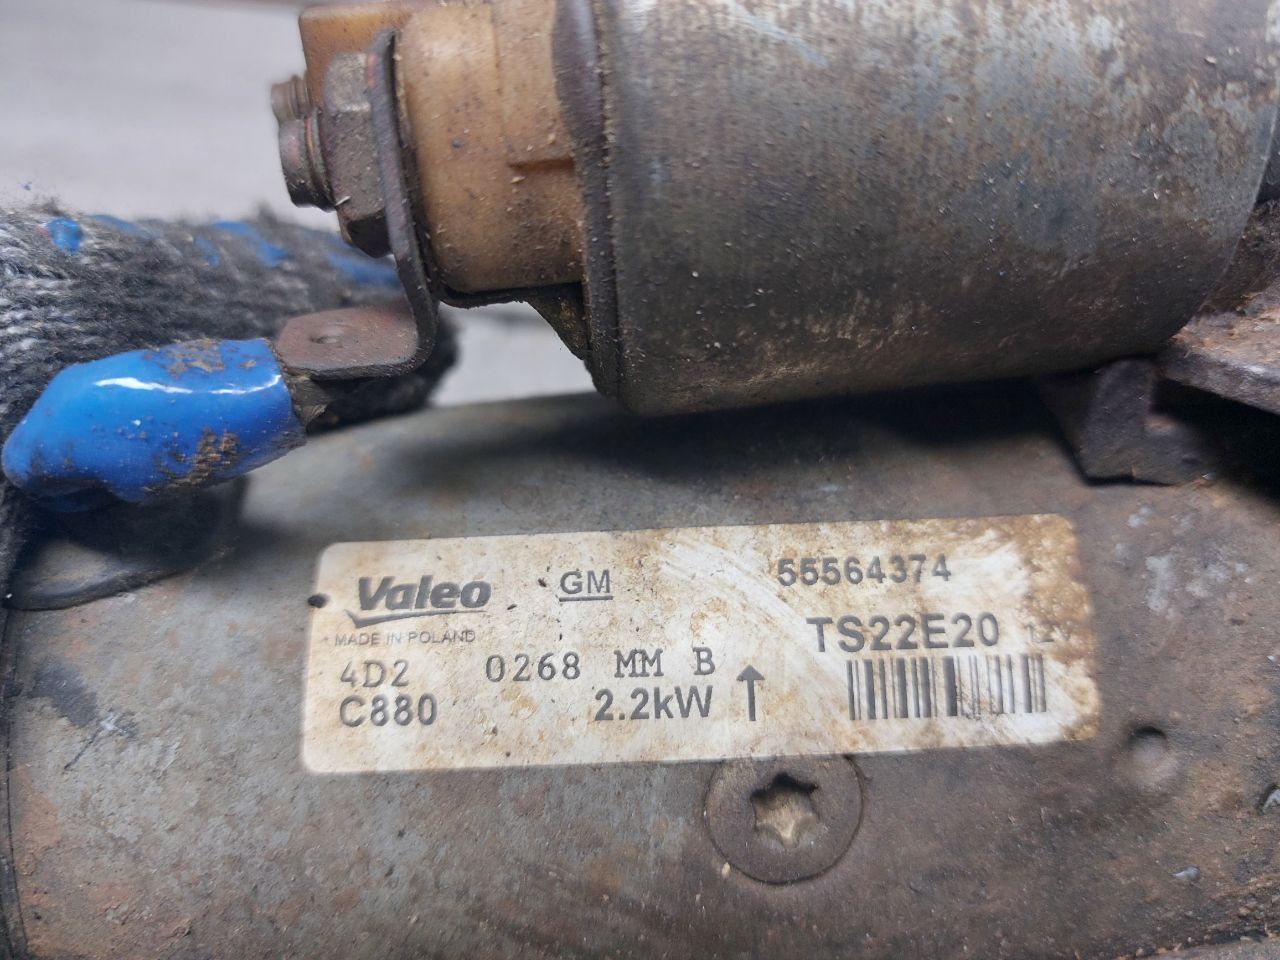 Valeo GM 55564374
MADE IN POLAND TS22E20 12V
4D2 0268 MM B
C880 2.2kW ↑